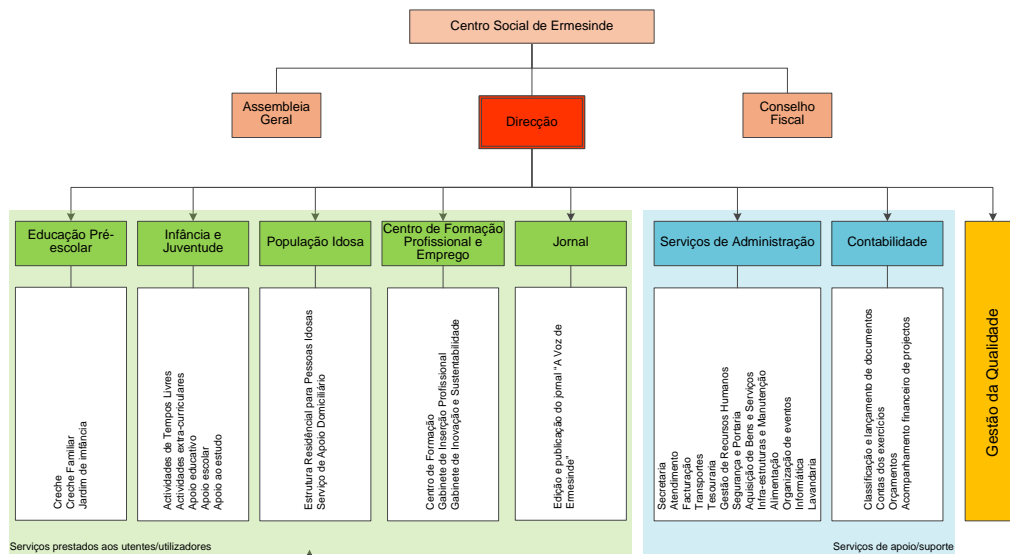 Centro Social de Ermesinde
Assembleia
Geral
Direcção
Conselho
Fiscal
Educação Pré-
escolar
Infância e
Juventude
População Idosa
Centro de Formação
Profissional e
Emprego
Jornal
Serviços de Administração
Contabilidade
Gestão da Qualidade
Creche
Creche Familiar
Jardim de infância
Actividades de Tempos Livres
Actividades extra-curriculares
Apoio educativo
Apoio escolar
Apoio ao estudo
Estrutura Residêncial para Pessoas Idosas
Serviço de Apoio Domiciliário
Centro de Formação
Gabinete de Inserção Profissional
Gabinete de Inovação e Sustentabilidade
Edição e publicação do jornal “A Voz de
Ermesinde”
Secretaria
Atendimento
Facturação
Transportes
Tesouraria
Gestão de Recursos Humanos
Segurança e Portaria
Aquisição de Bens e Serviços
Infra-estruturas e Manutenção
Alimentação
Organização de eventos
Informática
Lavandaria
Classificação e lançamento de documentos
Contas dos exercícios
Orçamentos
Acompanhamento financeiro de projectos
Serviços prestados aos utentes/utilizadores
Serviços de apoio/suporte